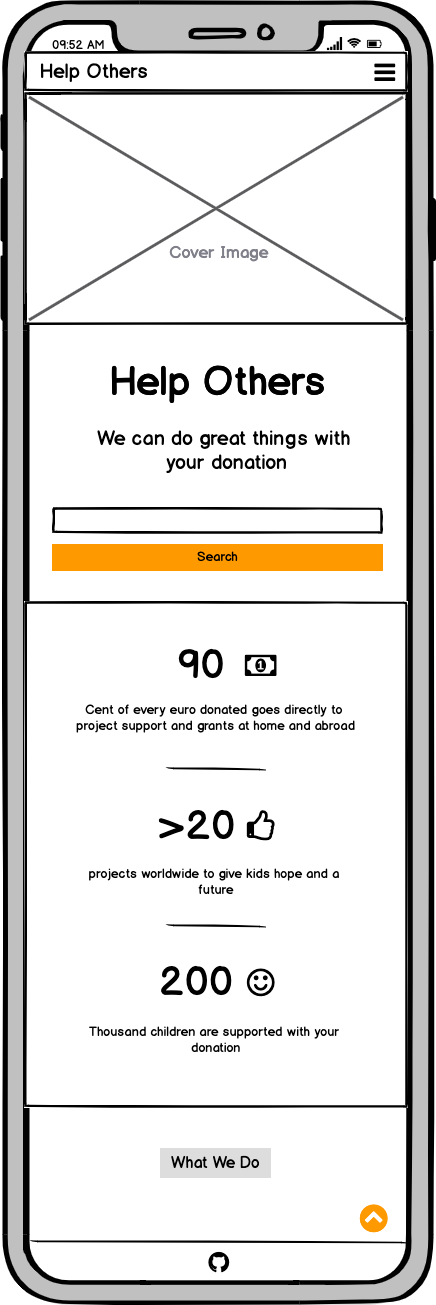 09:52 AM
Help Others
Cover Image
Help Others
We can do great things with
your donation
Search
90
1
Cent of every euro donated goes directly to
project support and grants at home and abroad
>20
projects worldwide to give kids hope and a
future
200
Thousand children are supported with your
donation
What We Do